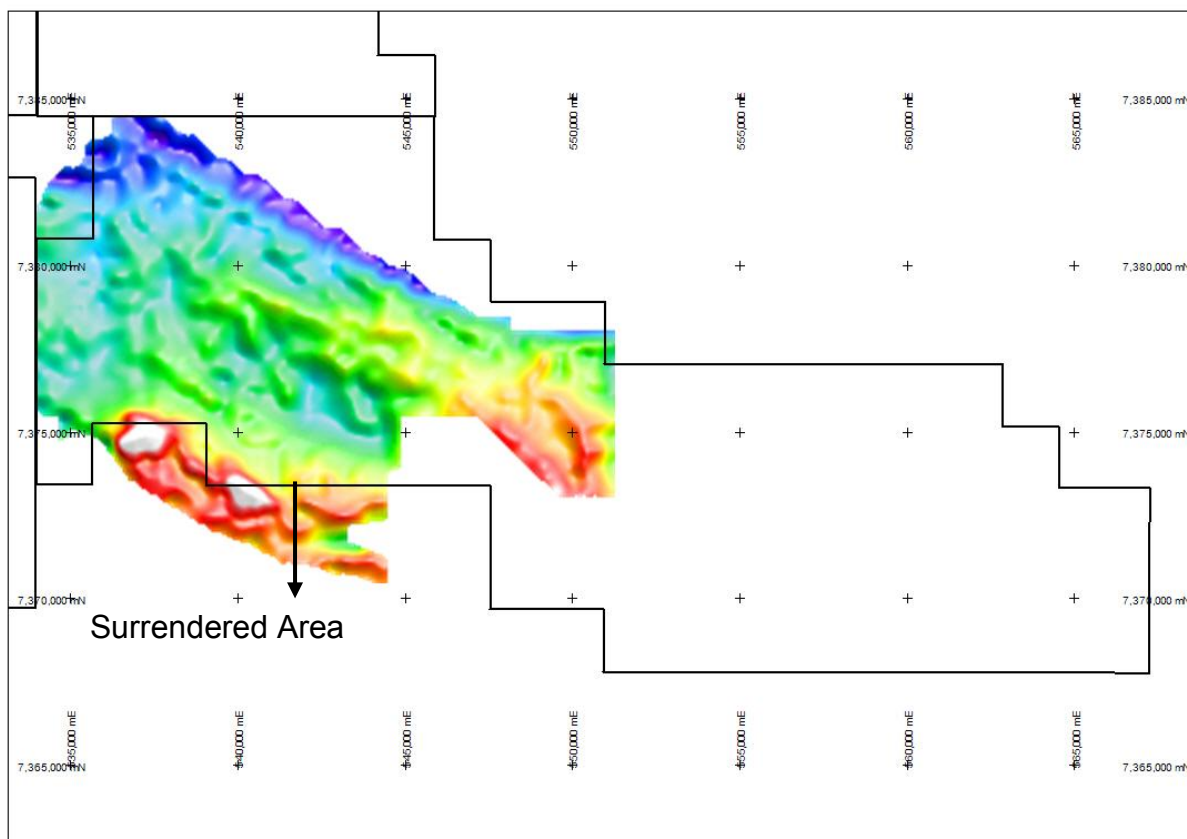 7,385,000 mN
535,000 mE
540,000 mE
545,000 mE
550,000 mE
555,000 mE
560,000 mE
565,000 mE
7,385,000 mN
7,380,000 mN
7,380,000 mN
7,375,000 mN
7,375,000 mN
7,370,000 mN
7,370,000 mN
Surrendered Area
535,000 mE
540,000 mE
545,000 mE
550,000 mE
555,000 mE
560,000 mE
565,000 mE
7,365,000 mN
7,365,000 mN